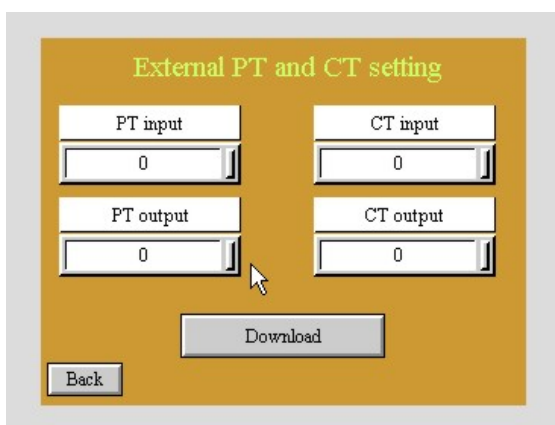 External PT and CT setting
PT input
CT input
0
0
PT output
CT output
0
0
Download
Back